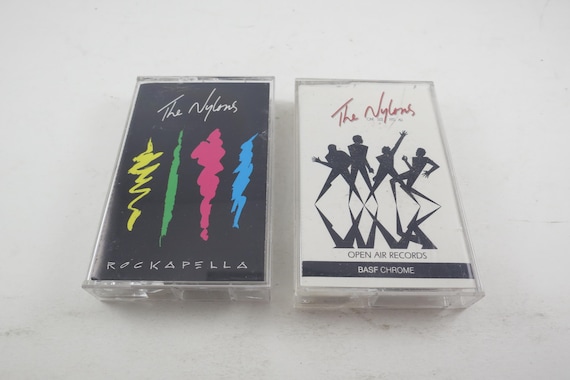 The Nylons
ROCKAPELLA
The Nylons
OPEN AIR RECORDS
BASF CHROME